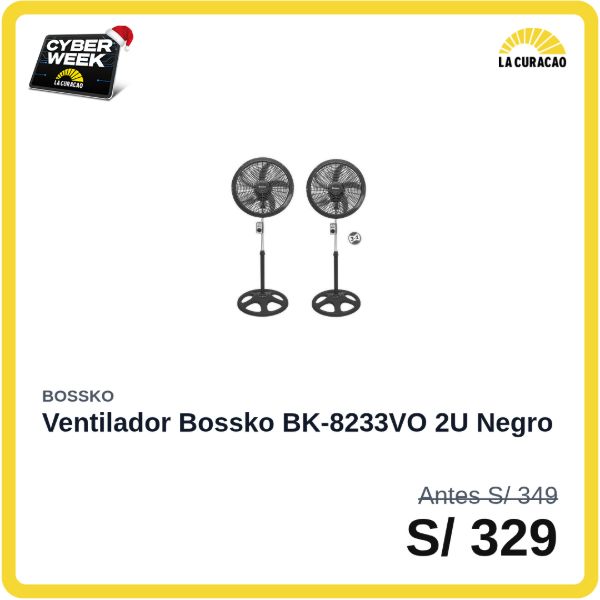 CYBER
WEEK
LA CURACAO
LA CURACAO
BOSSKO
Ventilador Bossko BK-8233VO 2U Negro
Antes S/ 349
S/ 329